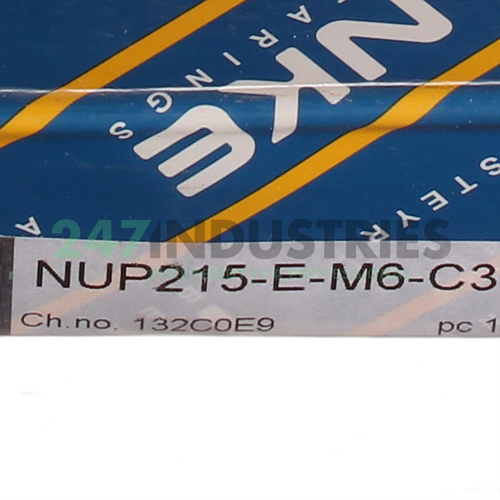 NKE
BEARINGS
STEYR
247INDUSTRIES
NUP215-E-M6-C3
Ch.no. 132C0E9 pc 1